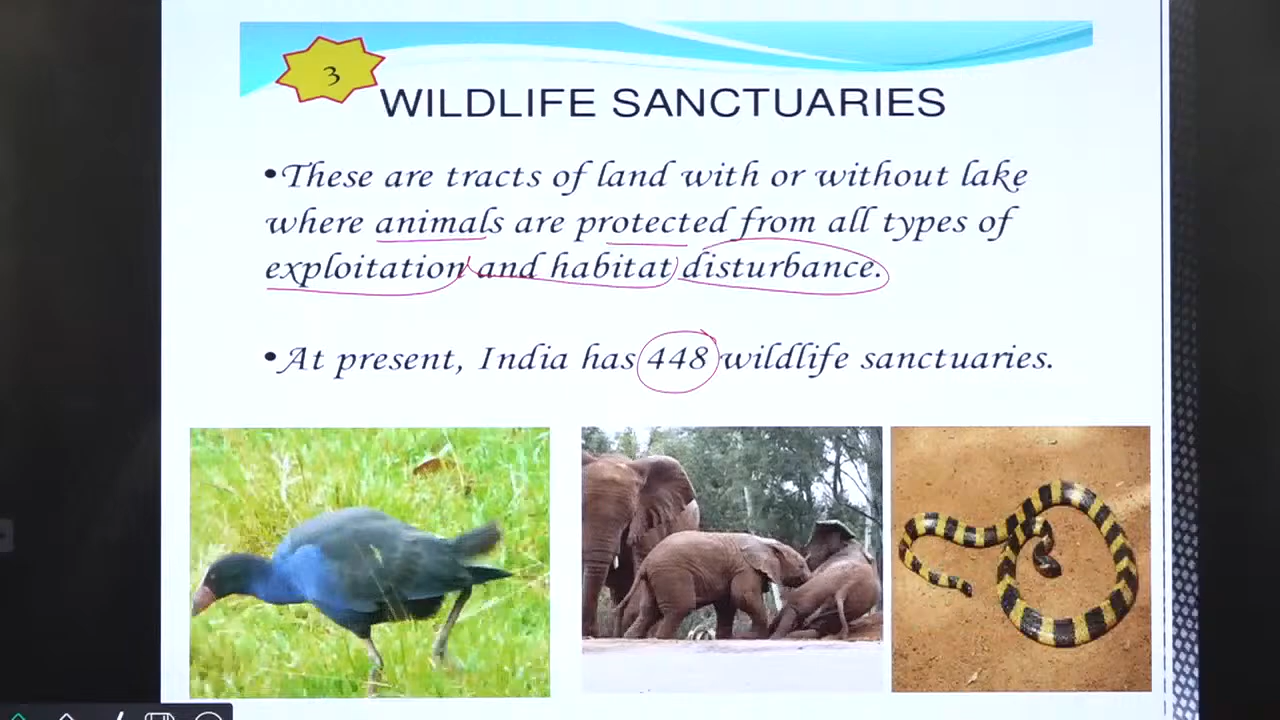 3
WILDLIFE SANCTUARIES
•These are tracts of land with or without lake
where animals are protected from all types of
exploitation and habitat disturbance.
•At present, India has 448 wildlife sanctuaries.